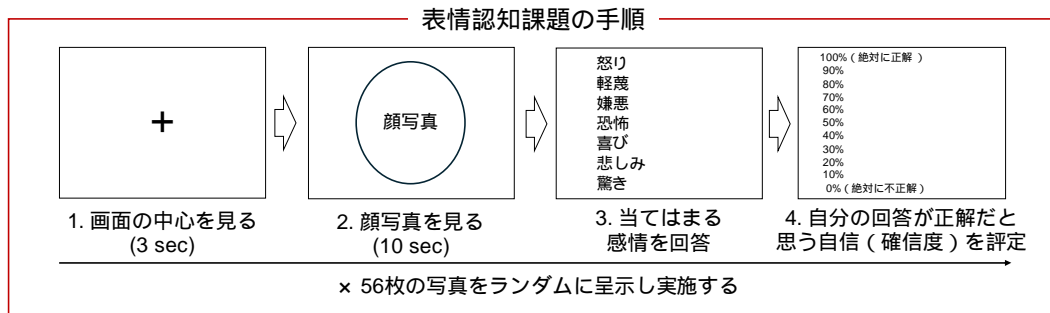 表情認知課題の手順
+
顔写真
怒り
軽蔑
嫌悪
恐怖
喜び
悲しみ
驚き
100% ( 絶対に正解 )
90%
80%
70%
60%
50%
40%
30%
20%
10%
0% ( 絶対に不正解 )
1. 画面の中心を見る
(3 sec)
2. 顔写真を見る
(10 sec)
3. 当てはまる
感情を回答
4. 自分の回答が正解だと
思う自信 ( 確信度 ) を評定
× 56枚の写真をランダムに呈示し実施する